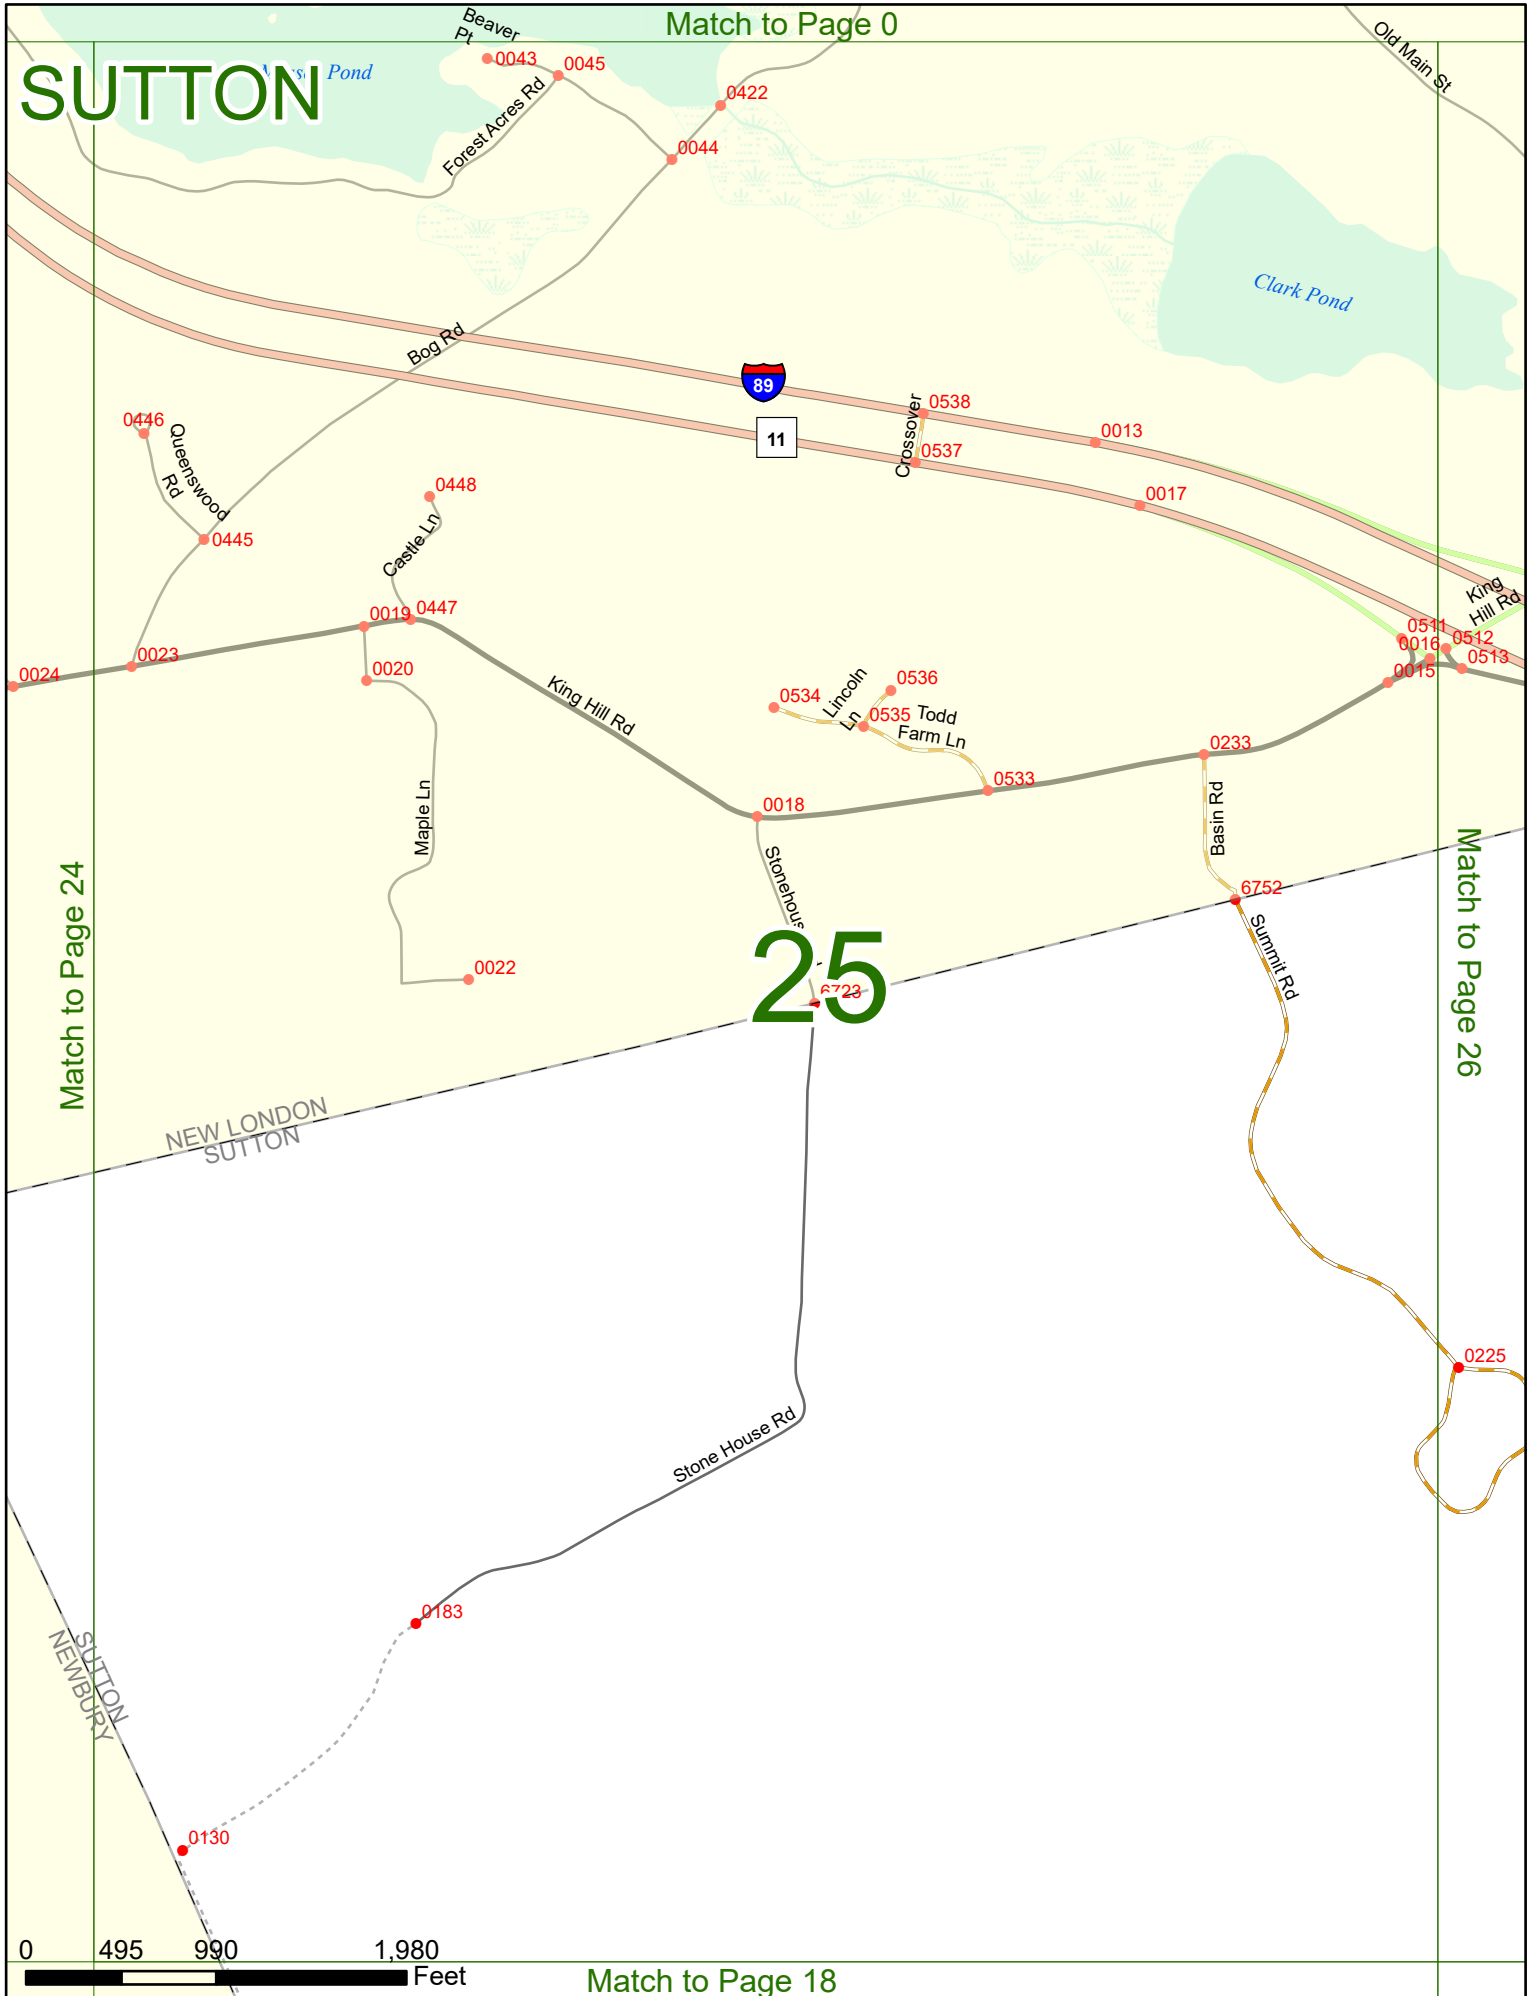 Match to Page 0
Beaver
Pt
0043
0045
Old Main St
SUTTON
Pond
Forest Acres Rd
0422
0044
Clark Pond
Bog Rd
89
11
Crossover
0538
0537
0013
0017
0446
Queenswood
Rd
0445
0448
Castle Ln
King
Hill Rd
0019
0447
0511
0016
0512
0513
0015
0024
0023
0020
King Hill Rd
0534
Lincoln
Ln
0536
0535
Todd
Farm Ln
0233
0533
0018
Maple Ln
Basin Rd
Match to Page 24
Match to Page 26
Stonehous
6752
Summit Rd
25
0022
6723
NEW LONDON
SUTTON
0225
Stone House Rd
0183
SUTTON
NEWBURY
0130
0 495 990 1,980
Feet
Match to Page 18